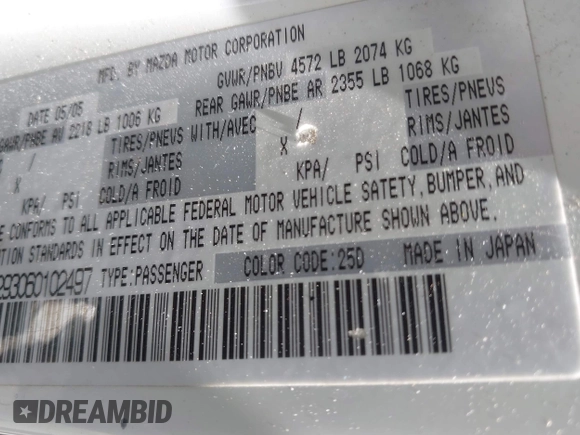 MFG. BY MAZDA MOTOR CORPORATION
DATE 05/05
GVWR/PNBV 4572 LB 2074 KG
GAWR/PNBE AV 2218 LB 1006 KG
REAR GAWR/PNBE AR 2355 LB 1068 KG
TIRES/PNEUS WITH/AVEC
TIRES/PNEUS
/
/
RIMS/JANTES
RIMS/JANTES
X
X
KPA/ PSI COLD/A FROID
KPA/ PSI COLD/A FROID
CONFORMS TO ALL APPLICABLE FEDERAL MOTOR VEHICLE SAFETY, BUMPER, AND
STANDARDS IN EFFECT ON THE DATE OF MANUFACTURE SHOWN ABOVE.
293060102497 TYPE:PASSENGER
COLOR CODE:25D MADE IN JAPAN
DREAMBID